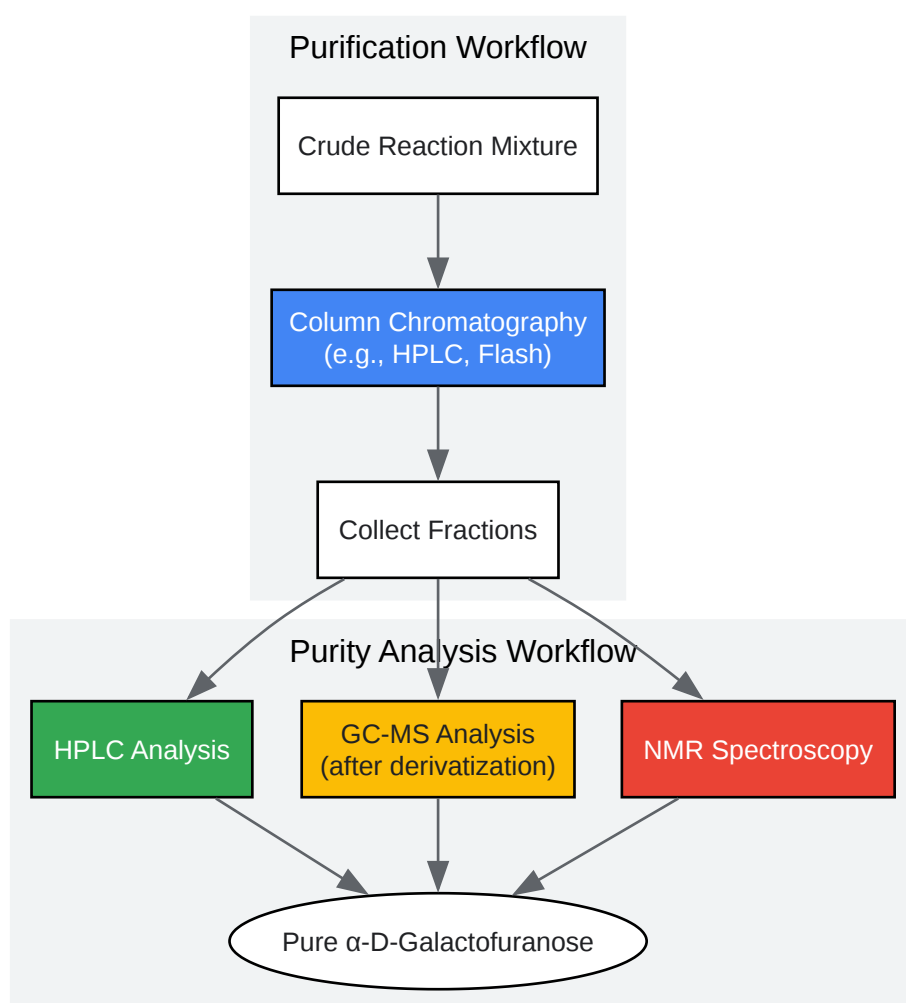 Purification Workflow
Crude Reaction Mixture
Column Chromatography
(e.g., HPLC, Flash)
Collect Fractions
Purity Analysis Workflow
HPLC Analysis
GC-MS Analysis
(after derivatization)
NMR Spectroscopy
Pure α-D-Galactofuranose